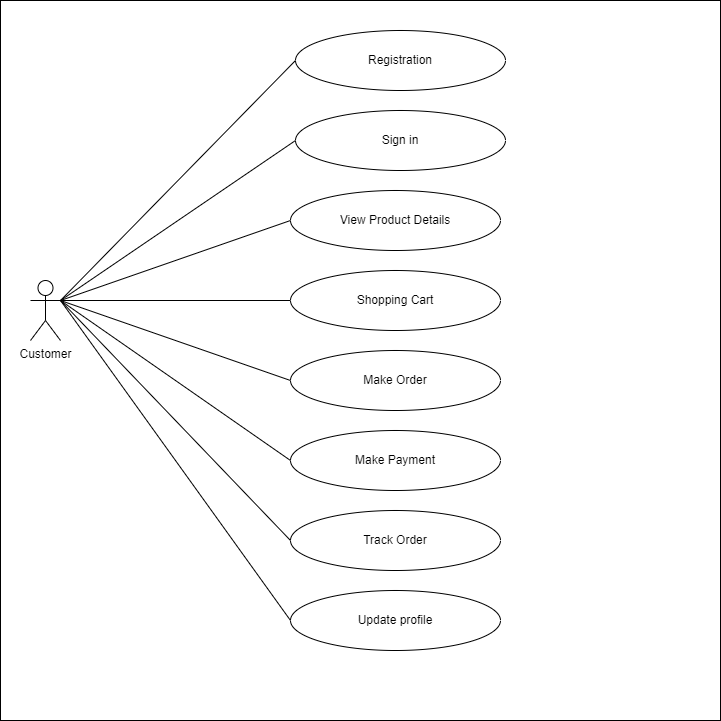 Registration
Sign in
View Product Details
Shopping Cart
Customer
Make Order
Make Payment
Track Order
Update profile